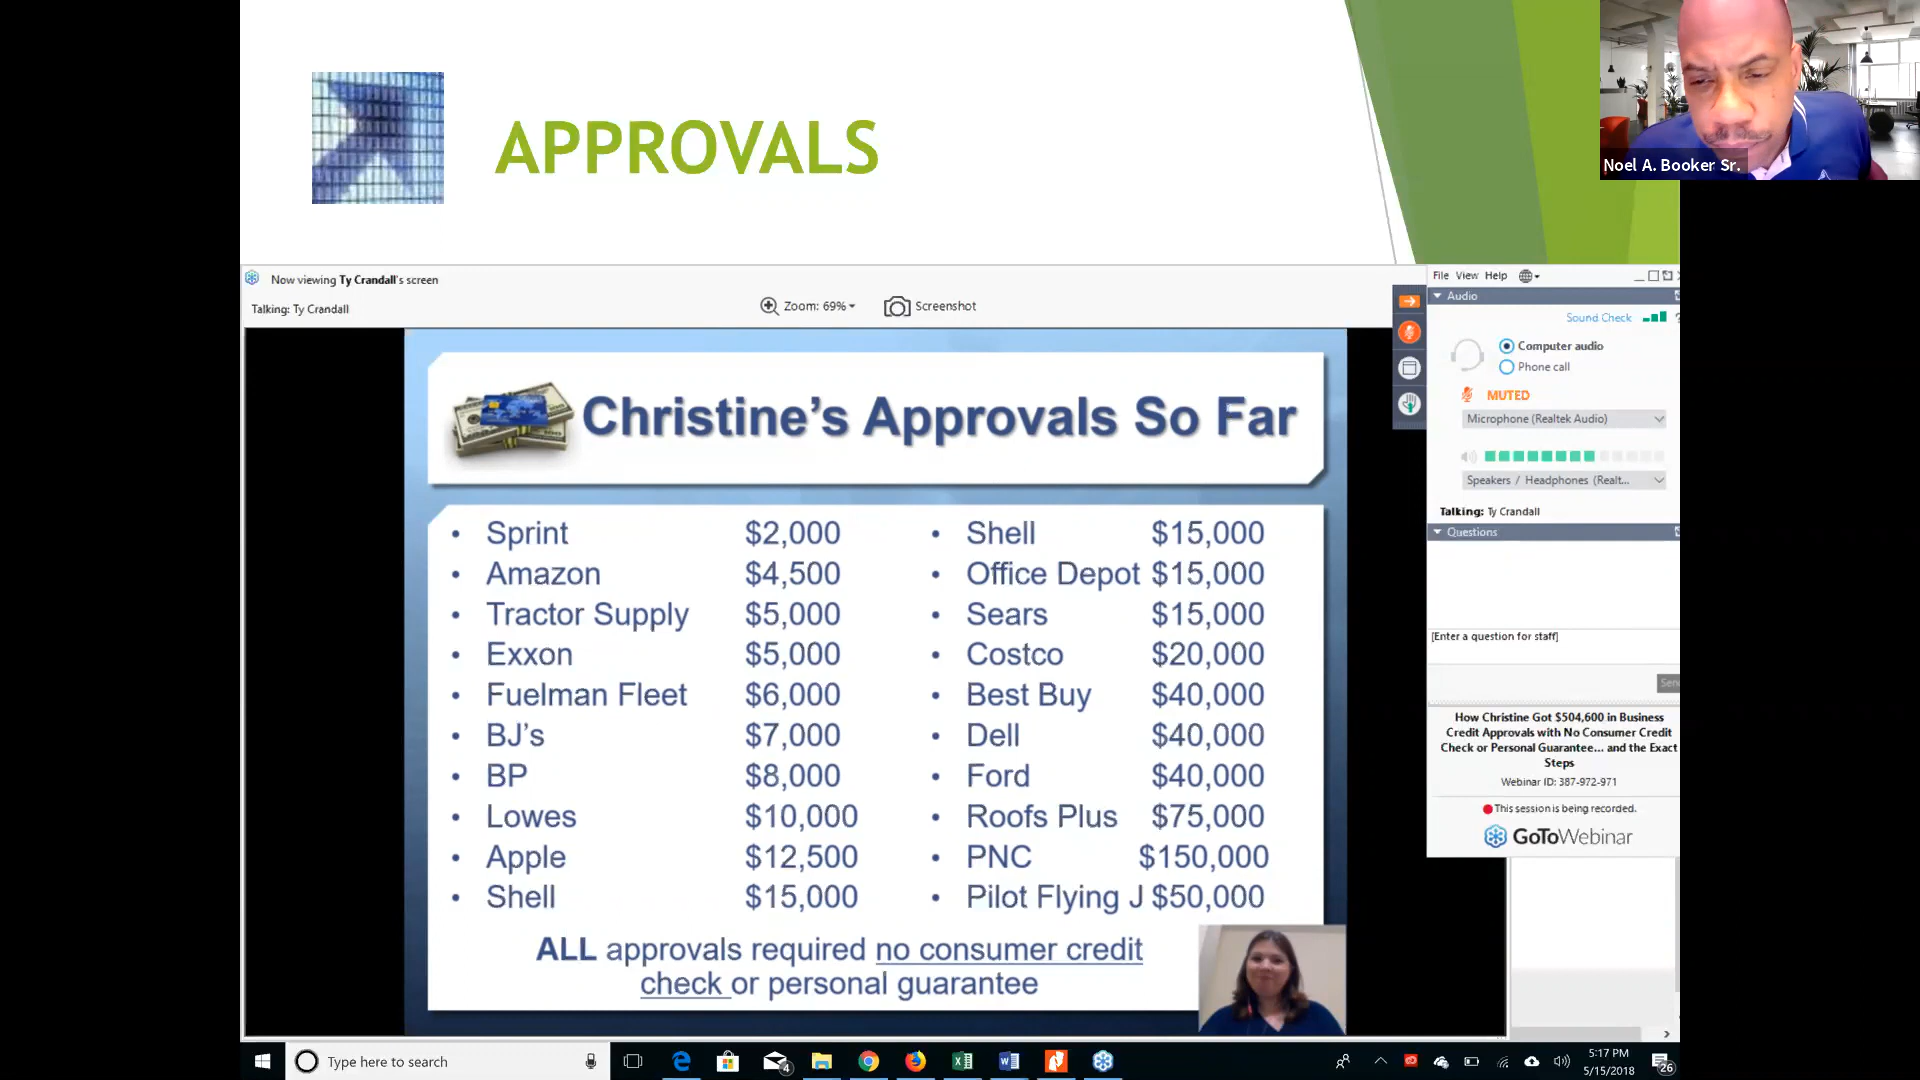 APPROVALS
Noel A. Booker Sr.
Now viewing Ty Crandall's screen
Talking: Ty Crandall
Zoom: 69%
Screenshot
File View Help
Audio
Sound Check
Computer audio
Phone call
MUTED
Microphone (Realtek Audio)
Speakers / Headphones (Realt...
Talking: Ty Crandall
Questions
[Enter a question for staff]
How Christine Got $504,600 in Business
Credit Approvals with No Consumer Credit
Check or Personal Guarantee... and the Exact
Steps
Webinar ID: 387-972-971
This session is being recorded.
GoToWebinar
Christine's Approvals So Far
• Sprint $2,000
• Amazon $4,500
• Tractor Supply $5,000
• Exxon $5,000
• Fuelman Fleet $6,000
• BJ's $7,000
• BP $8,000
• Lowes $10,000
• Apple $12,500
• Shell $15,000
• Shell $15,000
• Office Depot $15,000
• Sears $15,000
• Costco $20,000
• Best Buy $40,000
• Dell $40,000
• Ford $40,000
• Roofs Plus $75,000
• PNC $150,000
• Pilot Flying J $50,000
ALL approvals required no consumer credit
check or personal guarantee
Type here to search
4
5:17 PM
5/15/2018
26